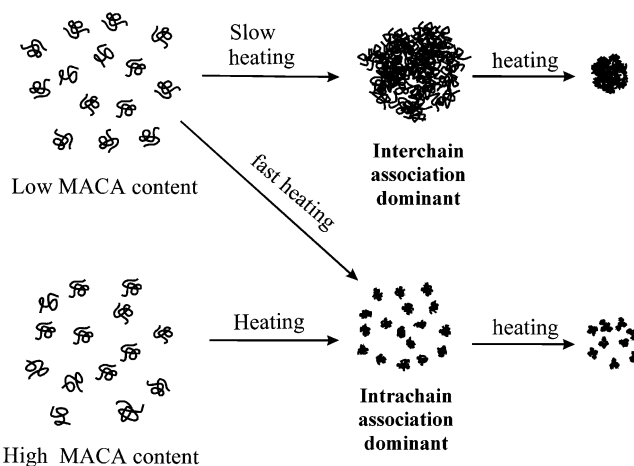 Slow
heating
heating
Low MACA content
Interchain
association
dominant
fast heating
Heating
heating
High MACA content
Intrachain
association
dominant